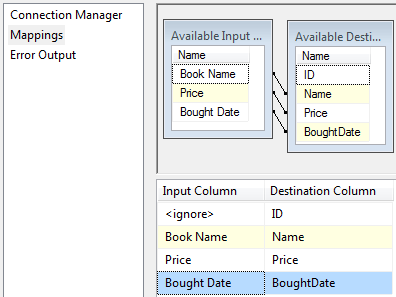 Connection Manager
Mappings
Error Output
Available Input ...
Name
Book Name
Price
Bought Date
Available Desti...
Name
ID
Name
Price
BoughtDate
Input Column Destination Column
<ignore> ID
Book Name Name
Price Price
Bought Date BoughtDate